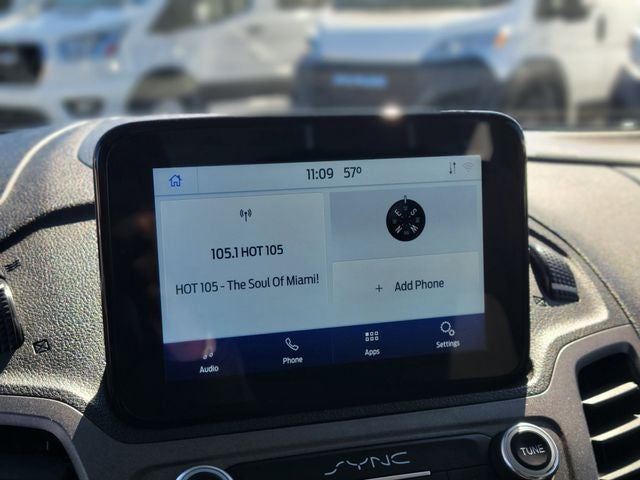 11:09 57°
105.1 HOT 105
HOT 105 - The Soul Of Miami!
E S N W
+ Add Phone
Audio Phone Apps Settings
SYNC
TUNE